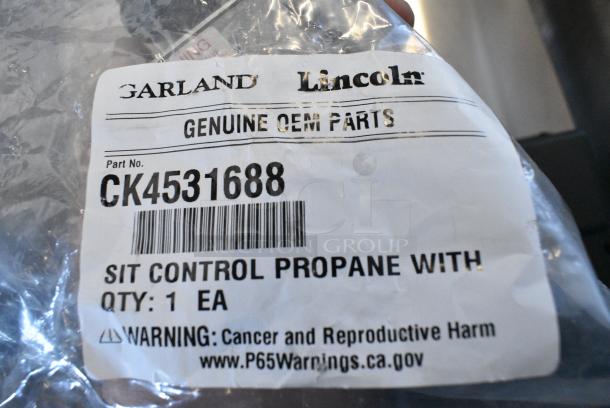 GARLAND Lincoln
GENUINE OEM PARTS
Part No.
CK4531688
SIT CONTROL PROPANE WITH
QTY: 1 EA
⚠WARNING: Cancer and Reproductive Harm
www.P65Warnings.ca.gov